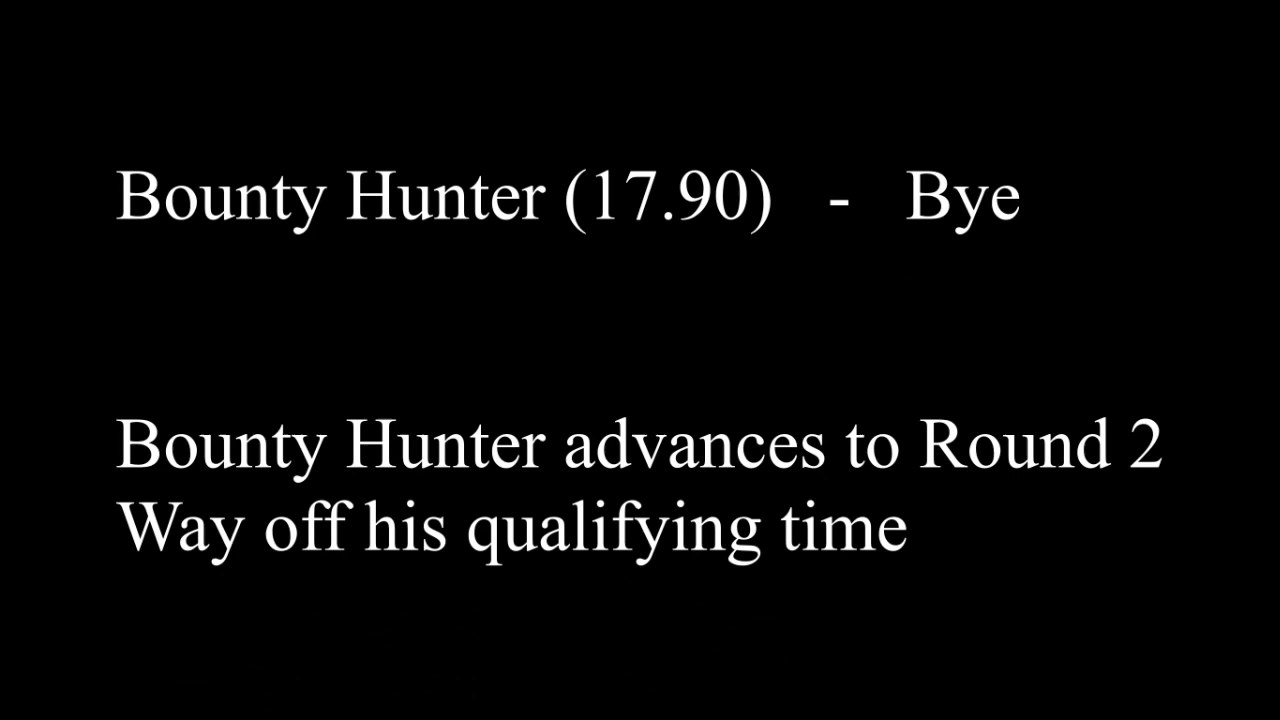 Bounty Hunter (17.90)   -   Bye
Bounty Hunter advances to Round 2
Way off his qualifying time